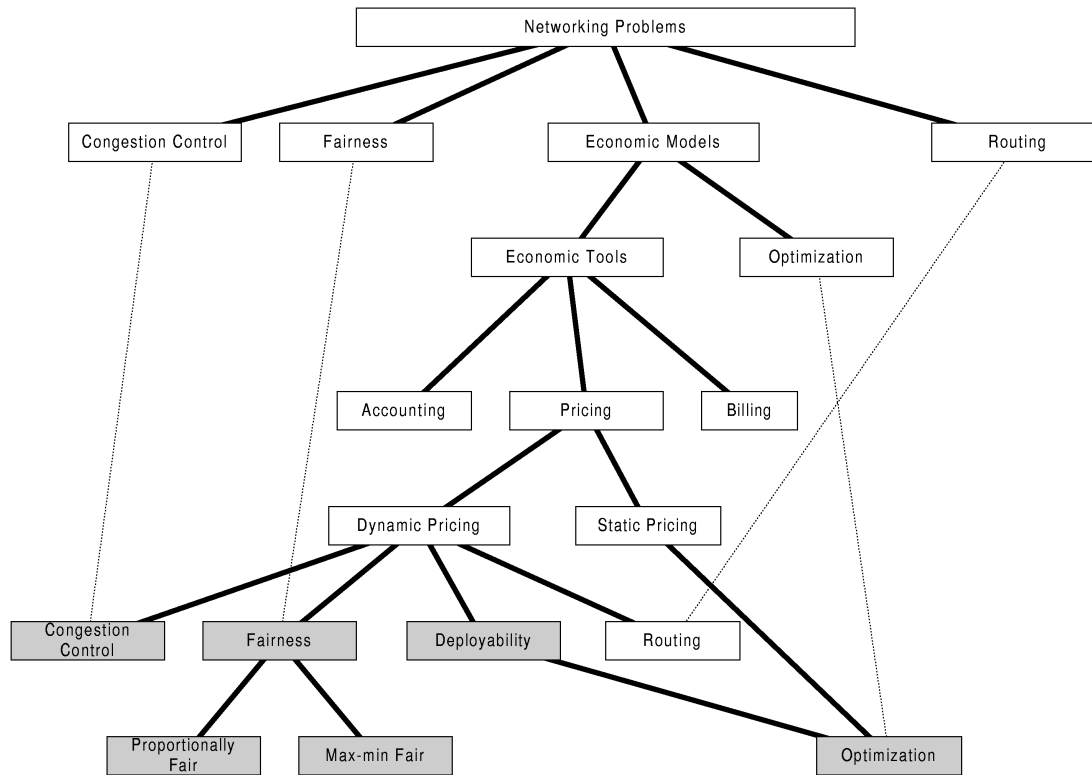 Networking Problems
Congestion Control
Fairness
Economic Models
Routing
Economic Tools
Optimization
Accounting
Pricing
Billing
Dynamic Pricing
Static Pricing
Congestion
Control
Fairness
Deployability
Routing
Proportionally
Fair
Max-min Fair
Optimization